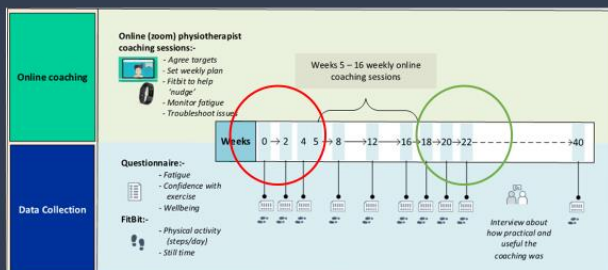 Online coaching
Online (zoom) physiotherapist
coaching sessions:-
- Agree targets
- Set weekly plan
- Fitbit to help
'nudge'
- Monitor fatigue
- Troubleshoot issues
Weeks 5 – 16 weekly online
coaching sessions
Weeks 0 → 2 4 5 → 8 → 12 → 16 → 18 → 20 → 22 → 40
Data Collection
Questionnaire:-
- Fatigue
- Confidence with
exercise
- Wellbeing
FitBit:-
- Physical activity
(steps/day)
- Still time
Interview about
how practical and
useful the
coaching was